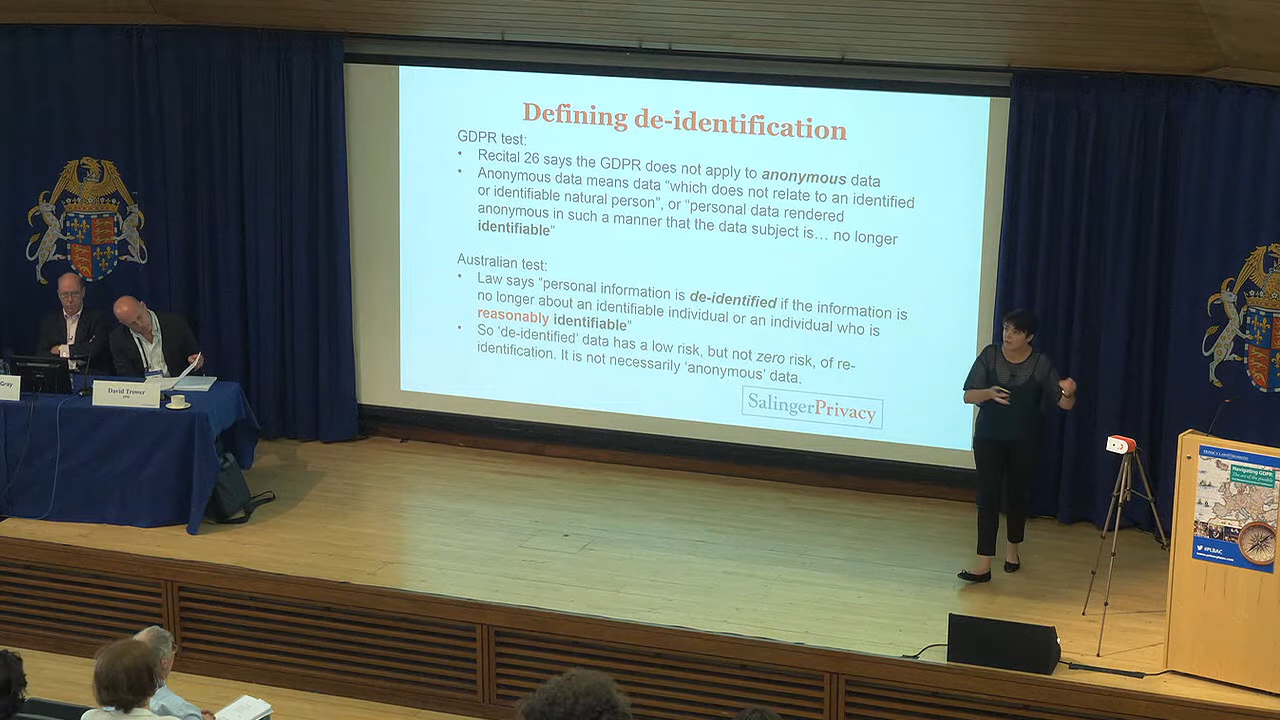 Defining de-identification
GDPR test:
• Recital 26 says the GDPR does not apply to anonymous data
• Anonymous data means data “which does not relate to an identified
or identifiable natural person”, or “personal data rendered
anonymous in such a manner that the data subject is… no longer
identifiable”
Australian test:
• Law says “personal information is de-identified if the information is
no longer about an identifiable individual or an individual who is
reasonably identifiable”
• So ‘de-identified’ data has a low risk, but not zero risk, of re-
identification. It is not necessarily ‘anonymous’ data.
SalingerPrivacy
Gray
David Trower
Navigating GDPR
#PLBAC